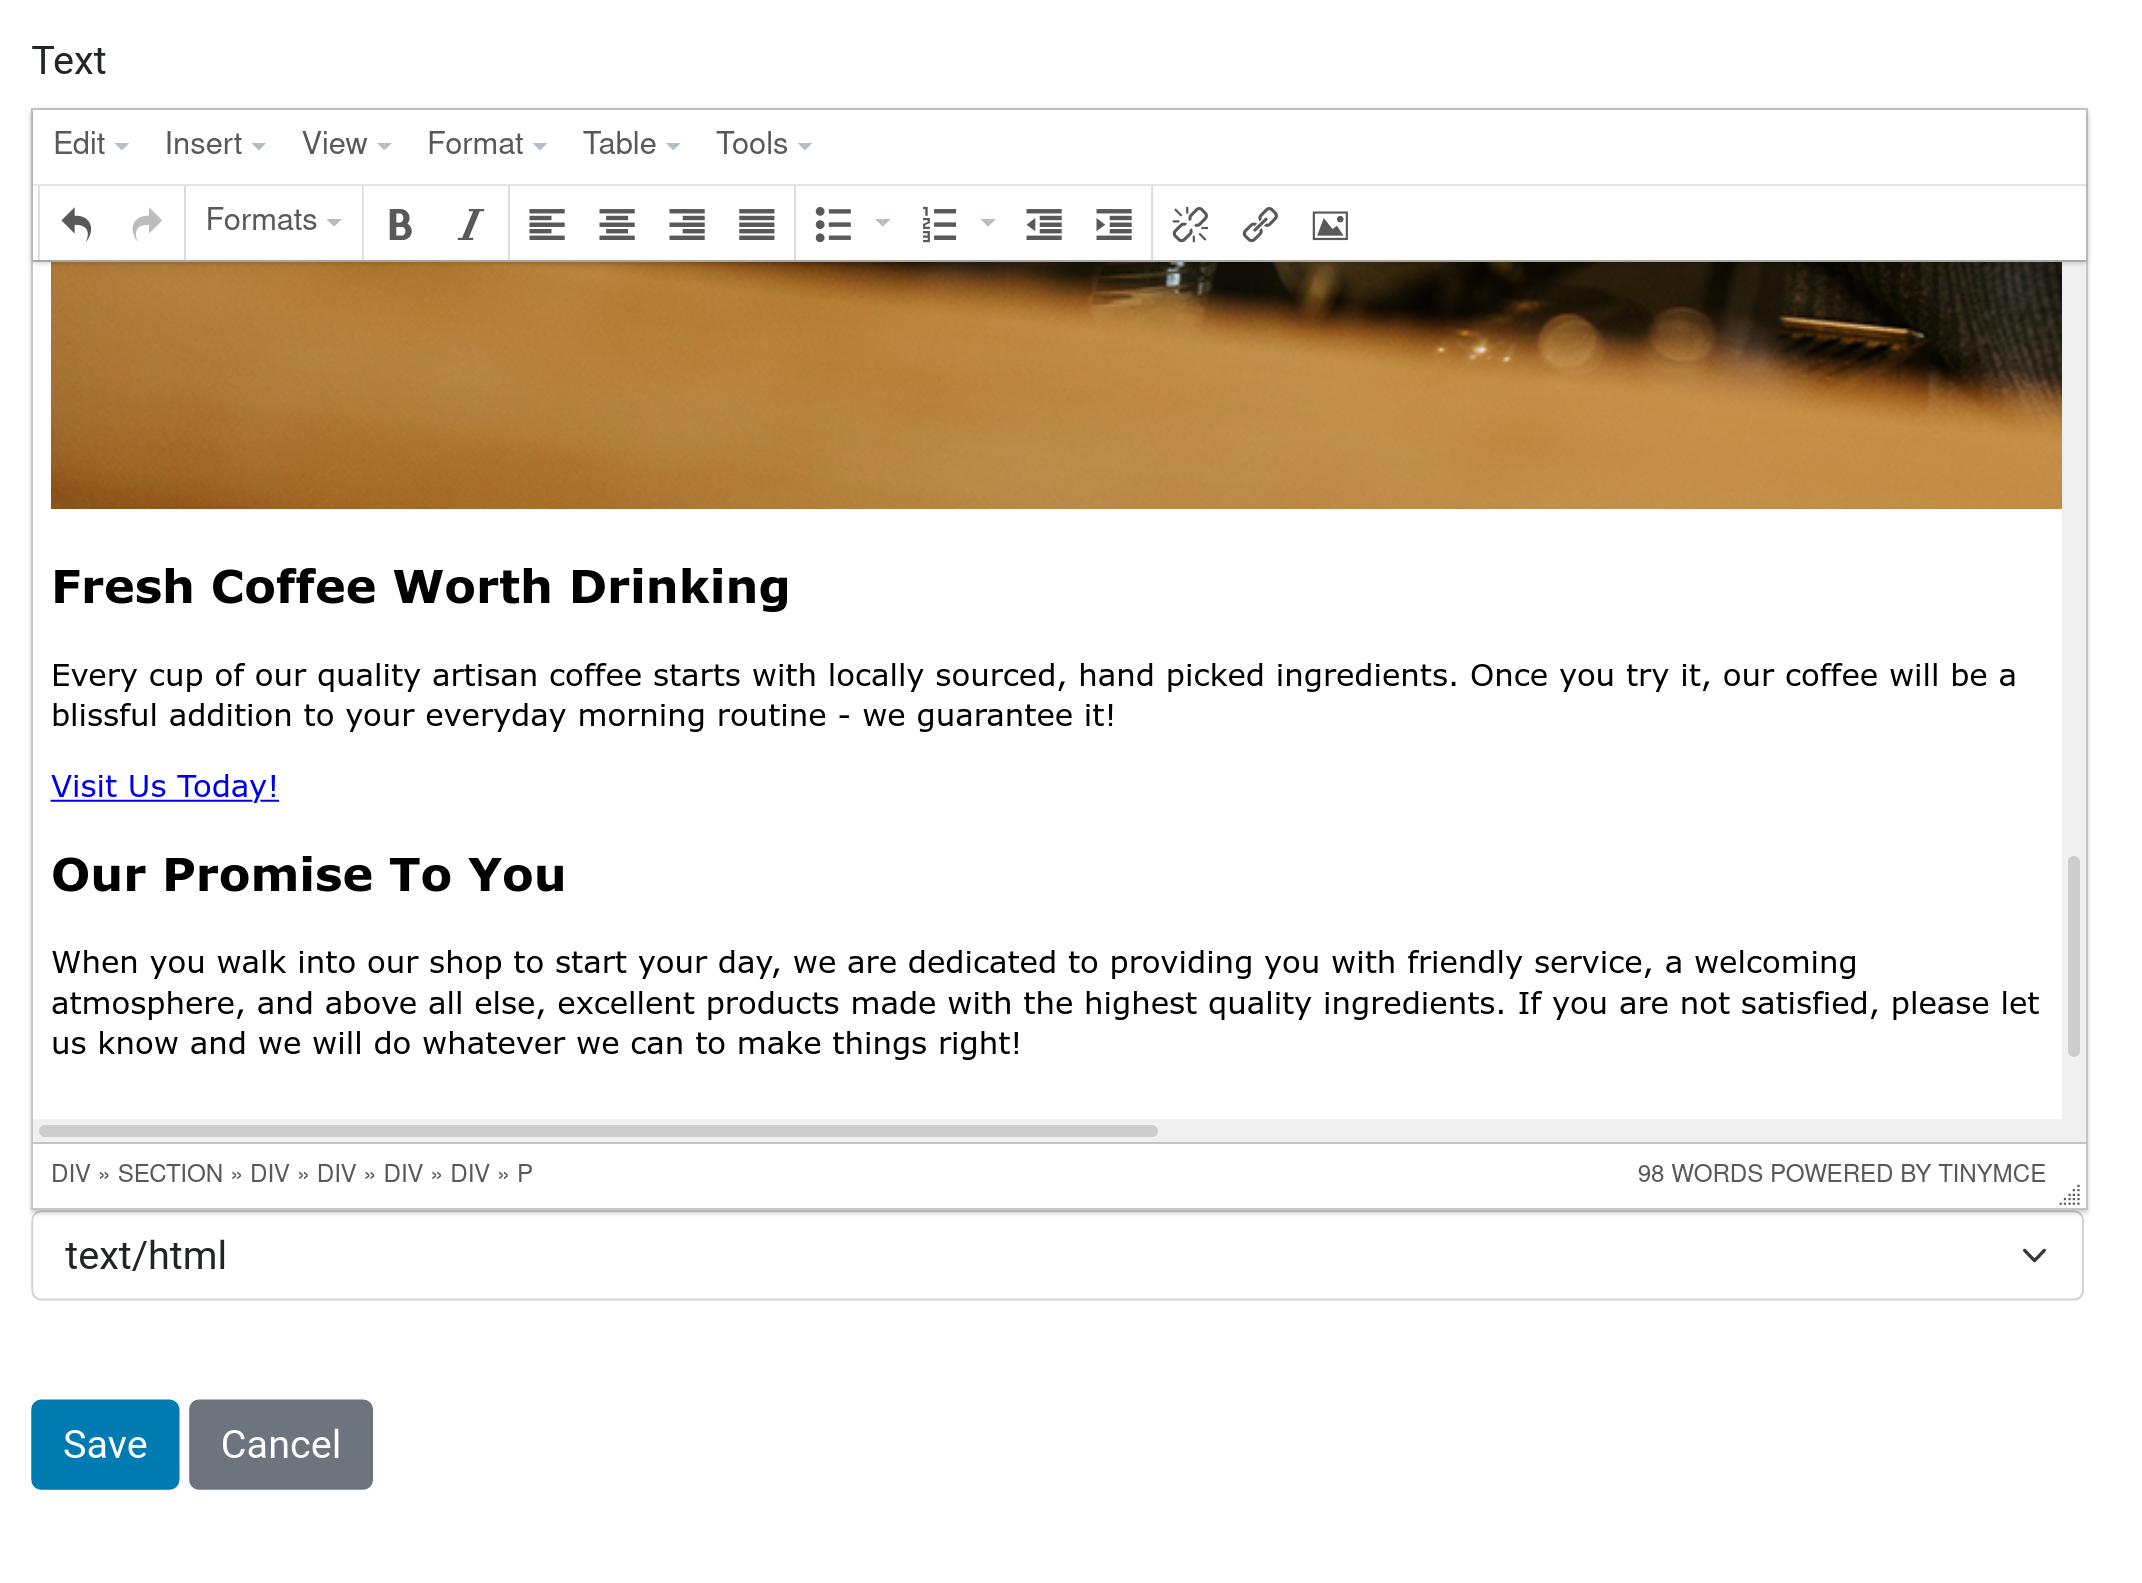 Text
Edit Insert View Format Table Tools
Formats B I
Fresh Coffee Worth Drinking
Every cup of our quality artisan coffee starts with locally sourced, hand picked ingredients. Once you try it, our coffee will be a
blissful addition to your everyday morning routine - we guarantee it!
Visit Us Today!
Our Promise To You
When you walk into our shop to start your day, we are dedicated to providing you with friendly service, a welcoming
atmosphere, and above all else, excellent products made with the highest quality ingredients. If you are not satisfied, please let
us know and we will do whatever we can to make things right!
DIV » SECTION » DIV » DIV » DIV » DIV » P 98 WORDS POWERED BY TINYMCE
text/html
Save Cancel